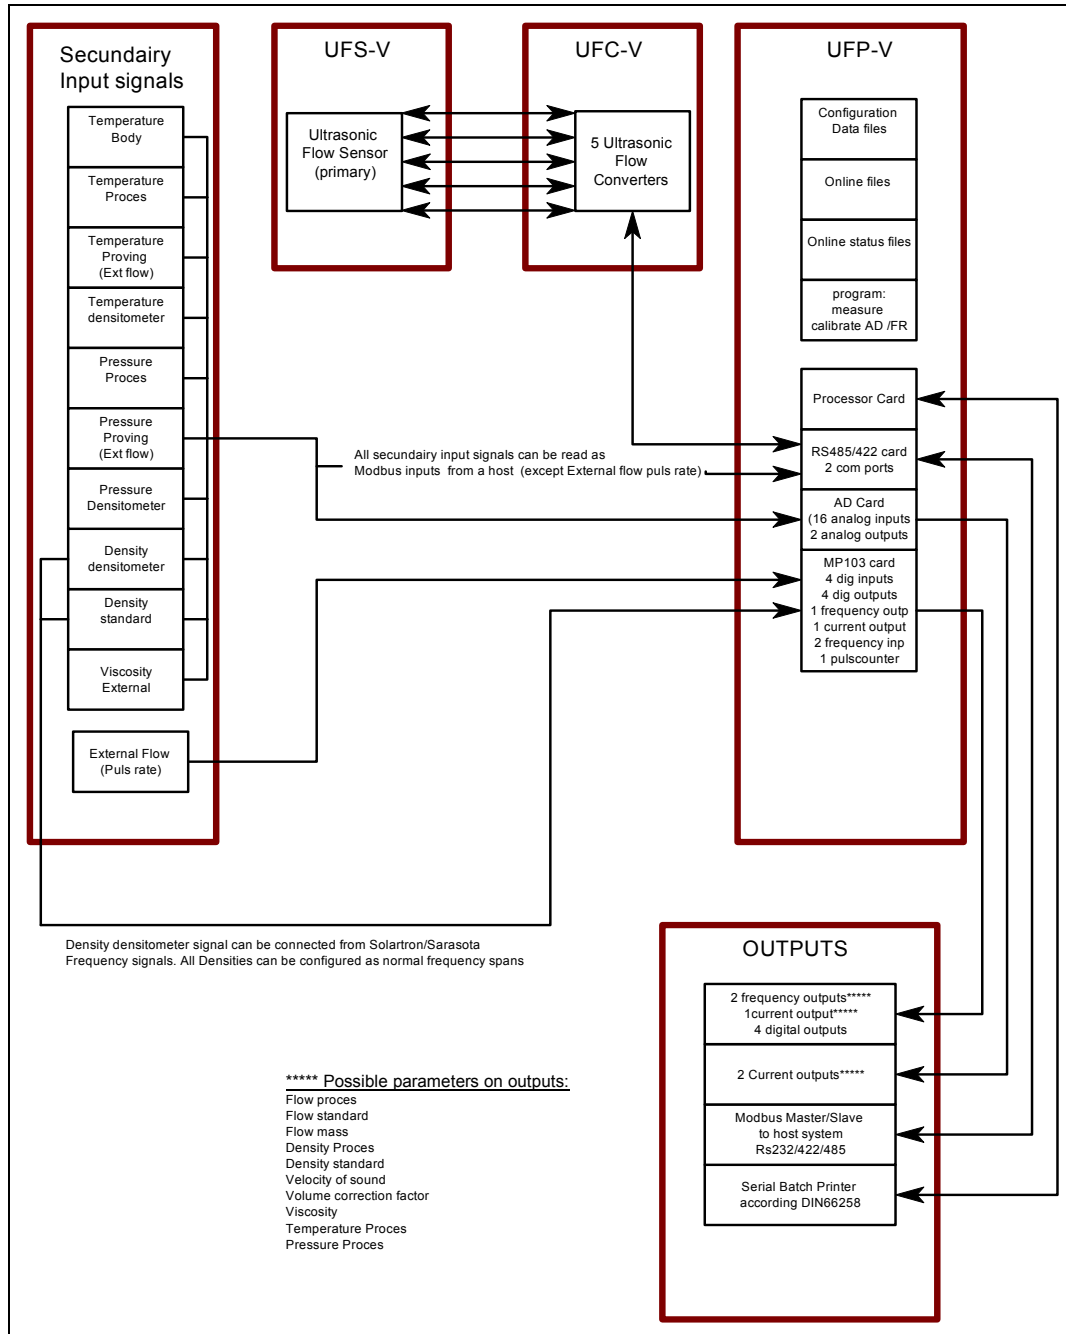 Secundairy
Input signals
Temperature
Body
Temperature
Proces
Temperature
Proving
(Ext flow)
Temperature
densitometer
Pressure
Proces
Pressure
Proving
(Ext flow)
Pressure
Densitometer
Density
densitometer
Density
standard
Viscosity
External
External Flow
(Puls rate)
UFS-V
Ultrasonic
Flow Sensor
(primary)
UFC-V
5 Ultrasonic
Flow
Converters
UFP-V
Configuration
Data files
Online files
Online status files
program:
measure
calibrate AD /FR
Processor Card
RS485/422 card
2 com ports
AD Card
(16 analog inputs
2 analog outputs
MP103 card
4 dig inputs
4 dig outputs
1 frequency outp
1 current output
2 frequency inp
1 pulscounter
All secundairy input signals can be read as
Modbus inputs from a host (except External flow puls rate)
Density densitometer signal can be connected from Solartron/Sarasota
Frequency signals. All Densities can be configured as normal frequency spans
OUTPUTS
2 frequency outputs*****
1current output*****
4 digital outputs
2 Current outputs*****
Modbus Master/Slave
to host system
Rs232/422/485
Serial Batch Printer
according DIN66258
***** Possible parameters on outputs:
Flow proces
Flow standard
Flow mass
Density Proces
Density standard
Velocity of sound
Volume correction factor
Viscosity
Temperature Proces
Pressure Proces